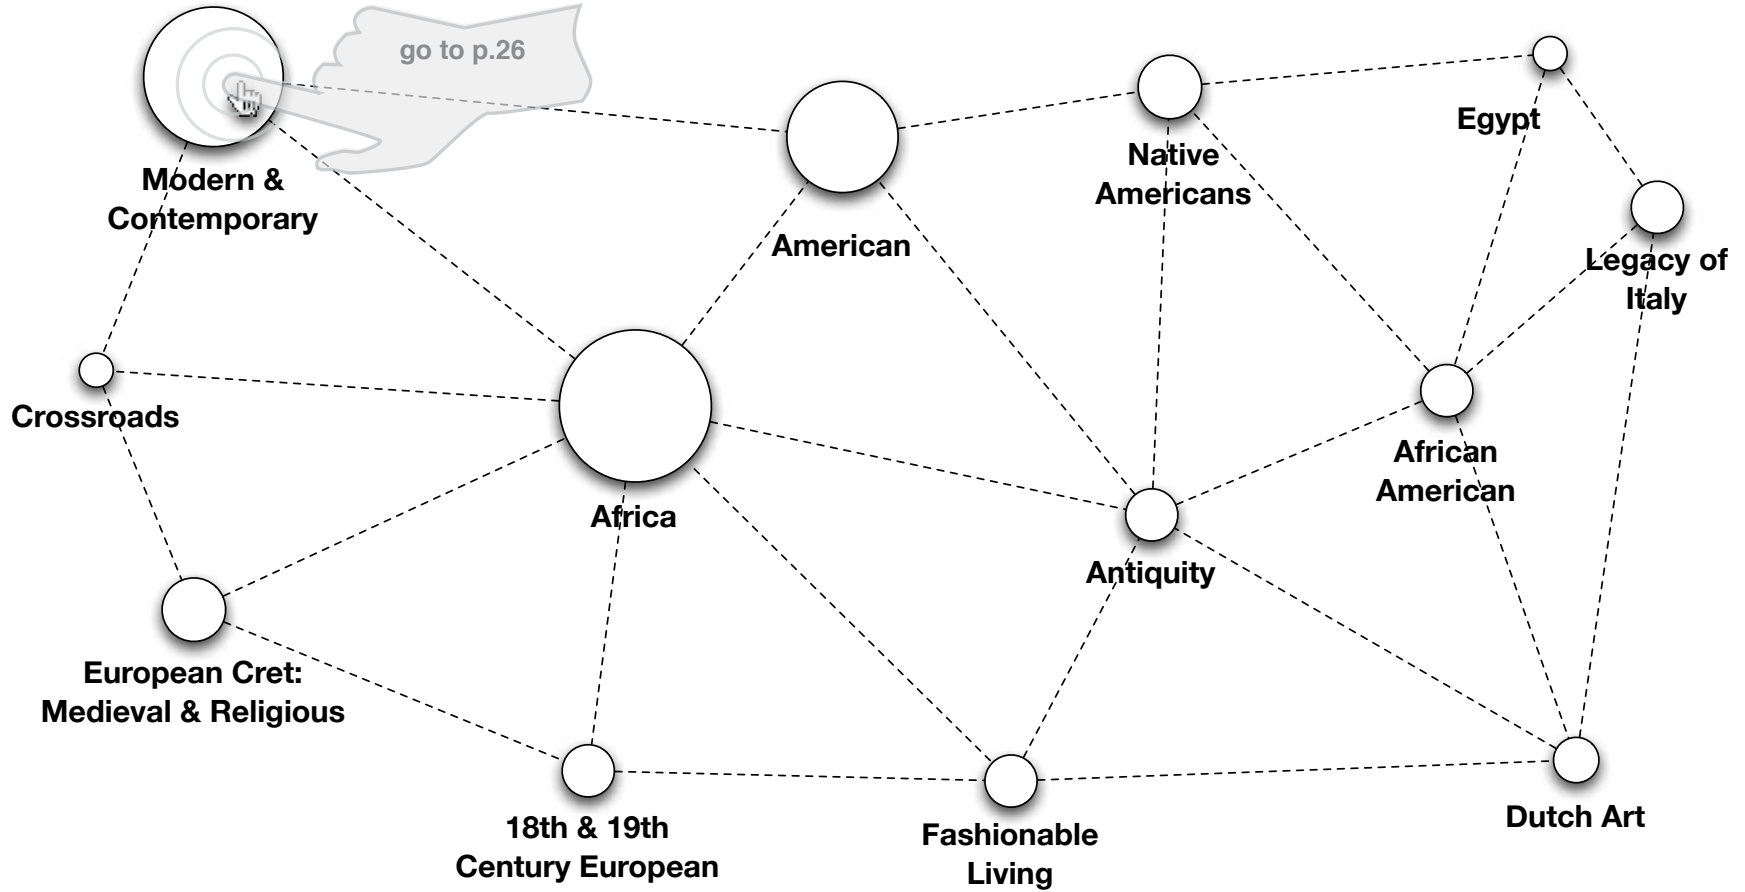 go to p.26
Modern &
Contemporary
American
Native
Americans
Egypt
Legacy of
Italy
Crossroads
Africa
African
American
Antiquity
European Cret:
Medieval & Religious
18th & 19th
Century European
Fashionable
Living
Dutch Art